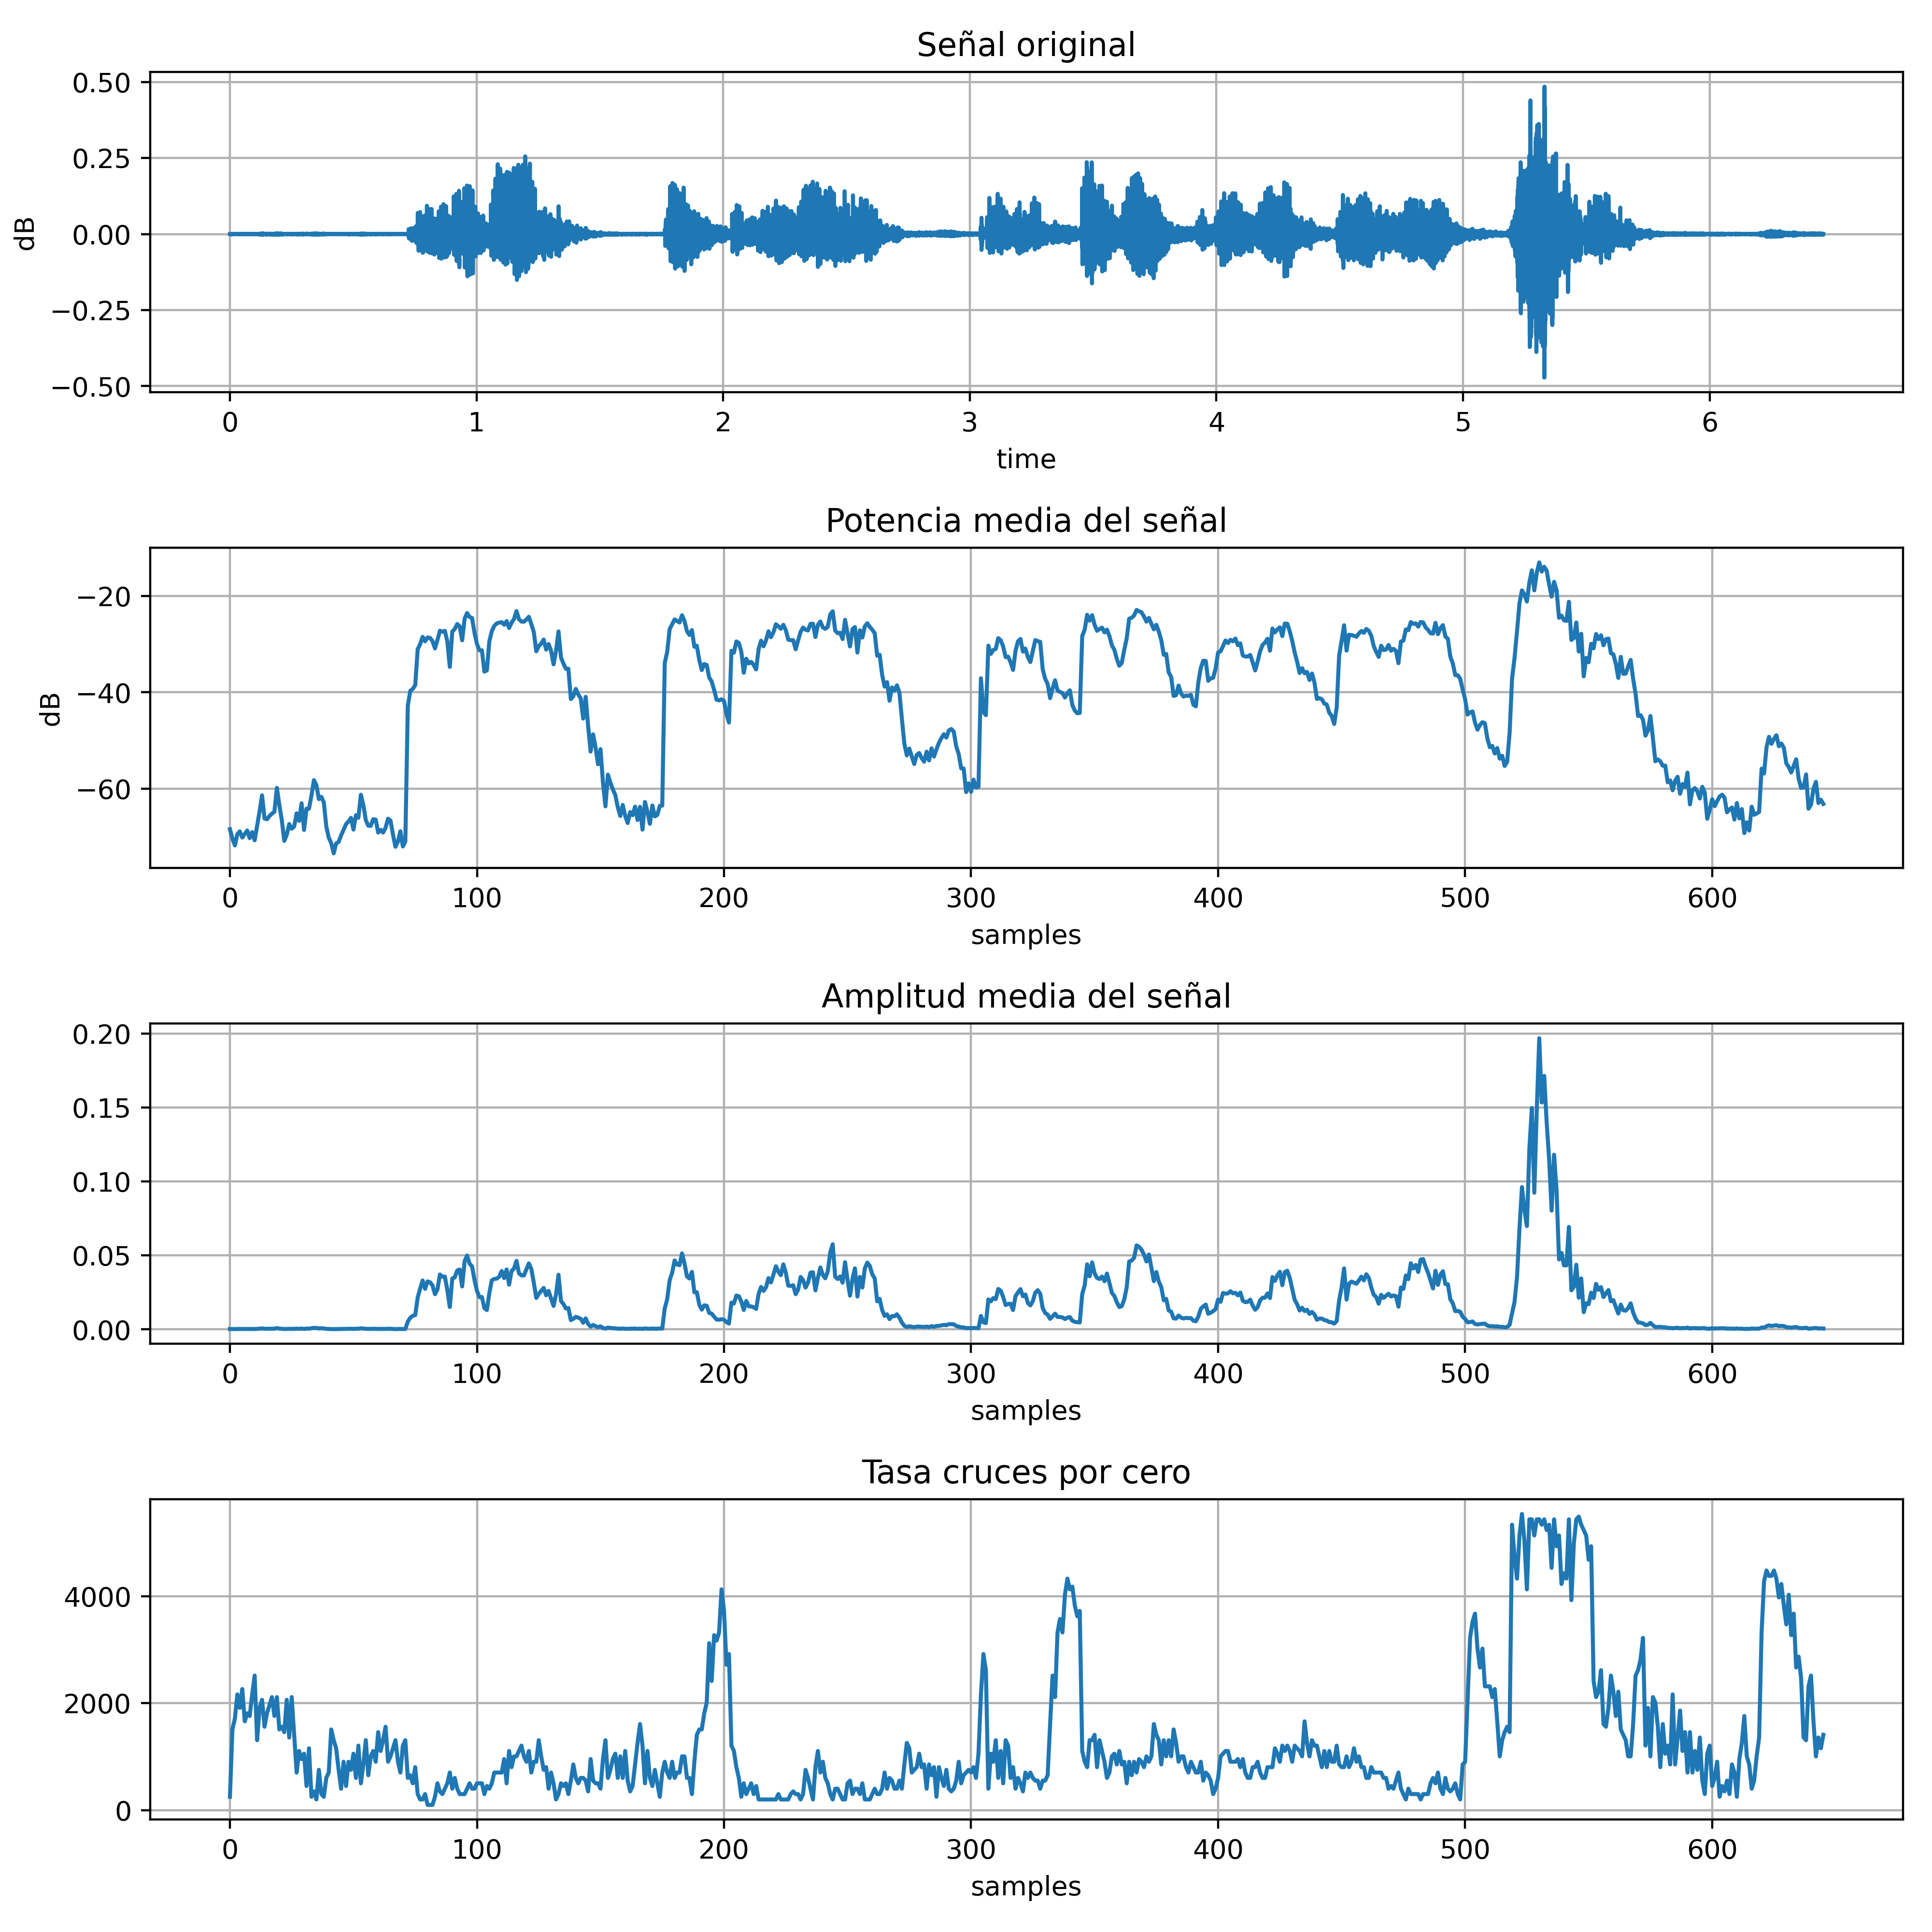 Señal original
0.50
0.25
0.00
−0.25
−0.50
dB
0 1 2 3 4 5 6
time
Potencia media del señal
−20
−40
−60
dB
0 100 200 300 400 500 600
samples
Amplitud media del señal
0.20
0.15
0.10
0.05
0.00
0 100 200 300 400 500 600
samples
Tasa cruces por cero
4000
2000
0
0 100 200 300 400 500 600
samples